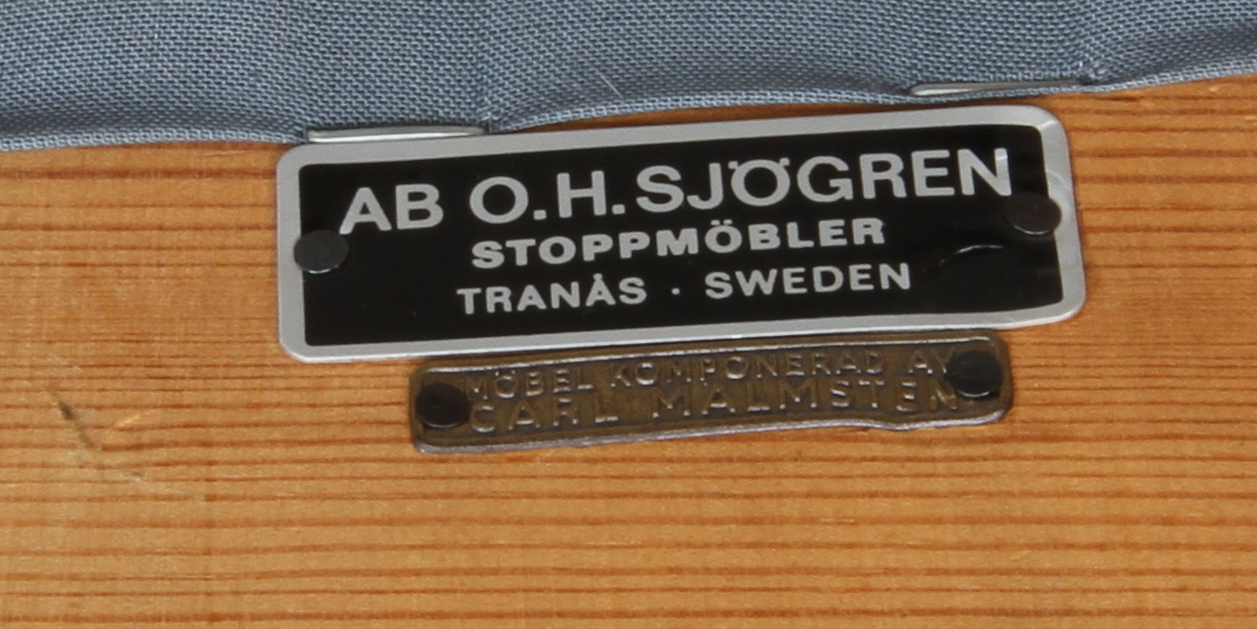 AB O.H.SJÖGREN
STOPPMÖBLER
TRANÅS · SWEDEN
MÖBEL KOMPONERAD AV
CARL MALMSTEN